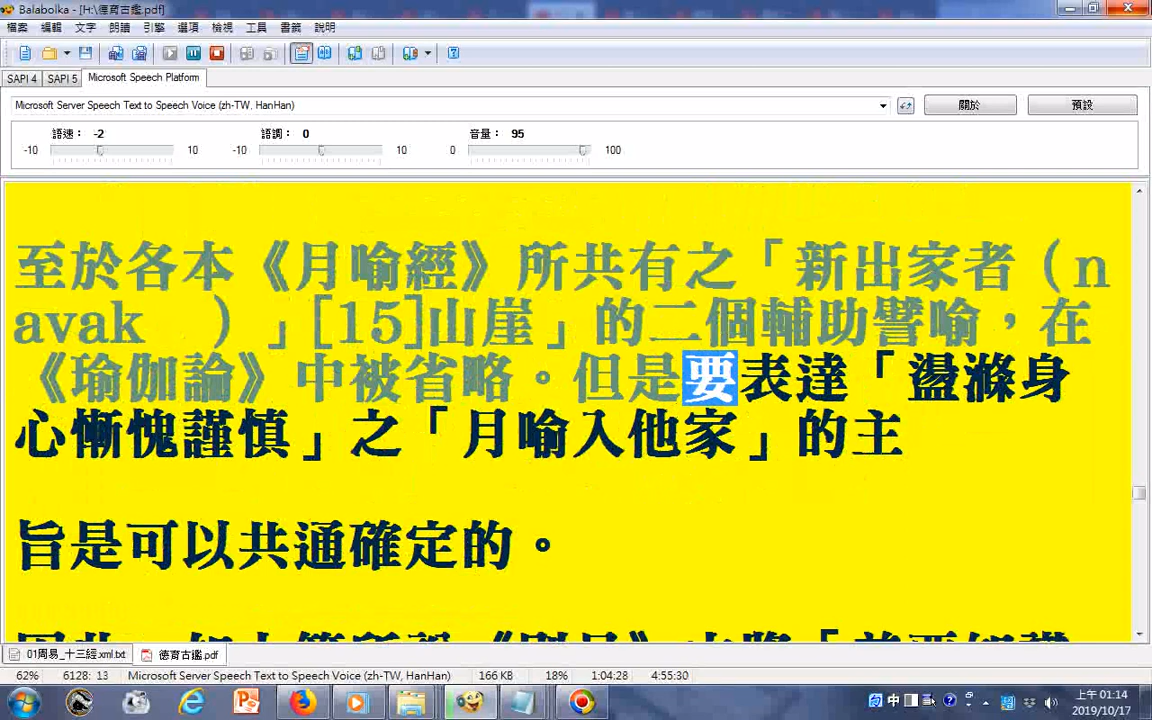 Balabolka - [H:\德育古鑑.pdf]
檔案 編輯 文字 朗讀 引擎 選項 檢視 工具 書籤 說明
SAPI 4 SAPI 5 Microsoft Speech Platform
Microsoft Server Speech Text to Speech Voice (zh-TW, HanHan) 關於 預設
語速： -2 語調： 0 音量： 95
-10 10 -10 10 0 100
至於各本《月喻經》所共有之「新出家者（n
avak ）」[15]山崖」的二個輔助譬喻，在
《瑜伽論》中被省略。但是要表達「盪滌身
心慚愧謹慎」之「月喻入他家」的主
旨是可以共通確定的。
01周易_十三經.xml.txt 德育古鑑.pdf
62% 6128: 13 Microsoft Server Speech Text to Speech Voice (zh-TW, HanHan) 166 KB 18% 1:04:28 4:55:30
中 上午 01:14
2019/10/17